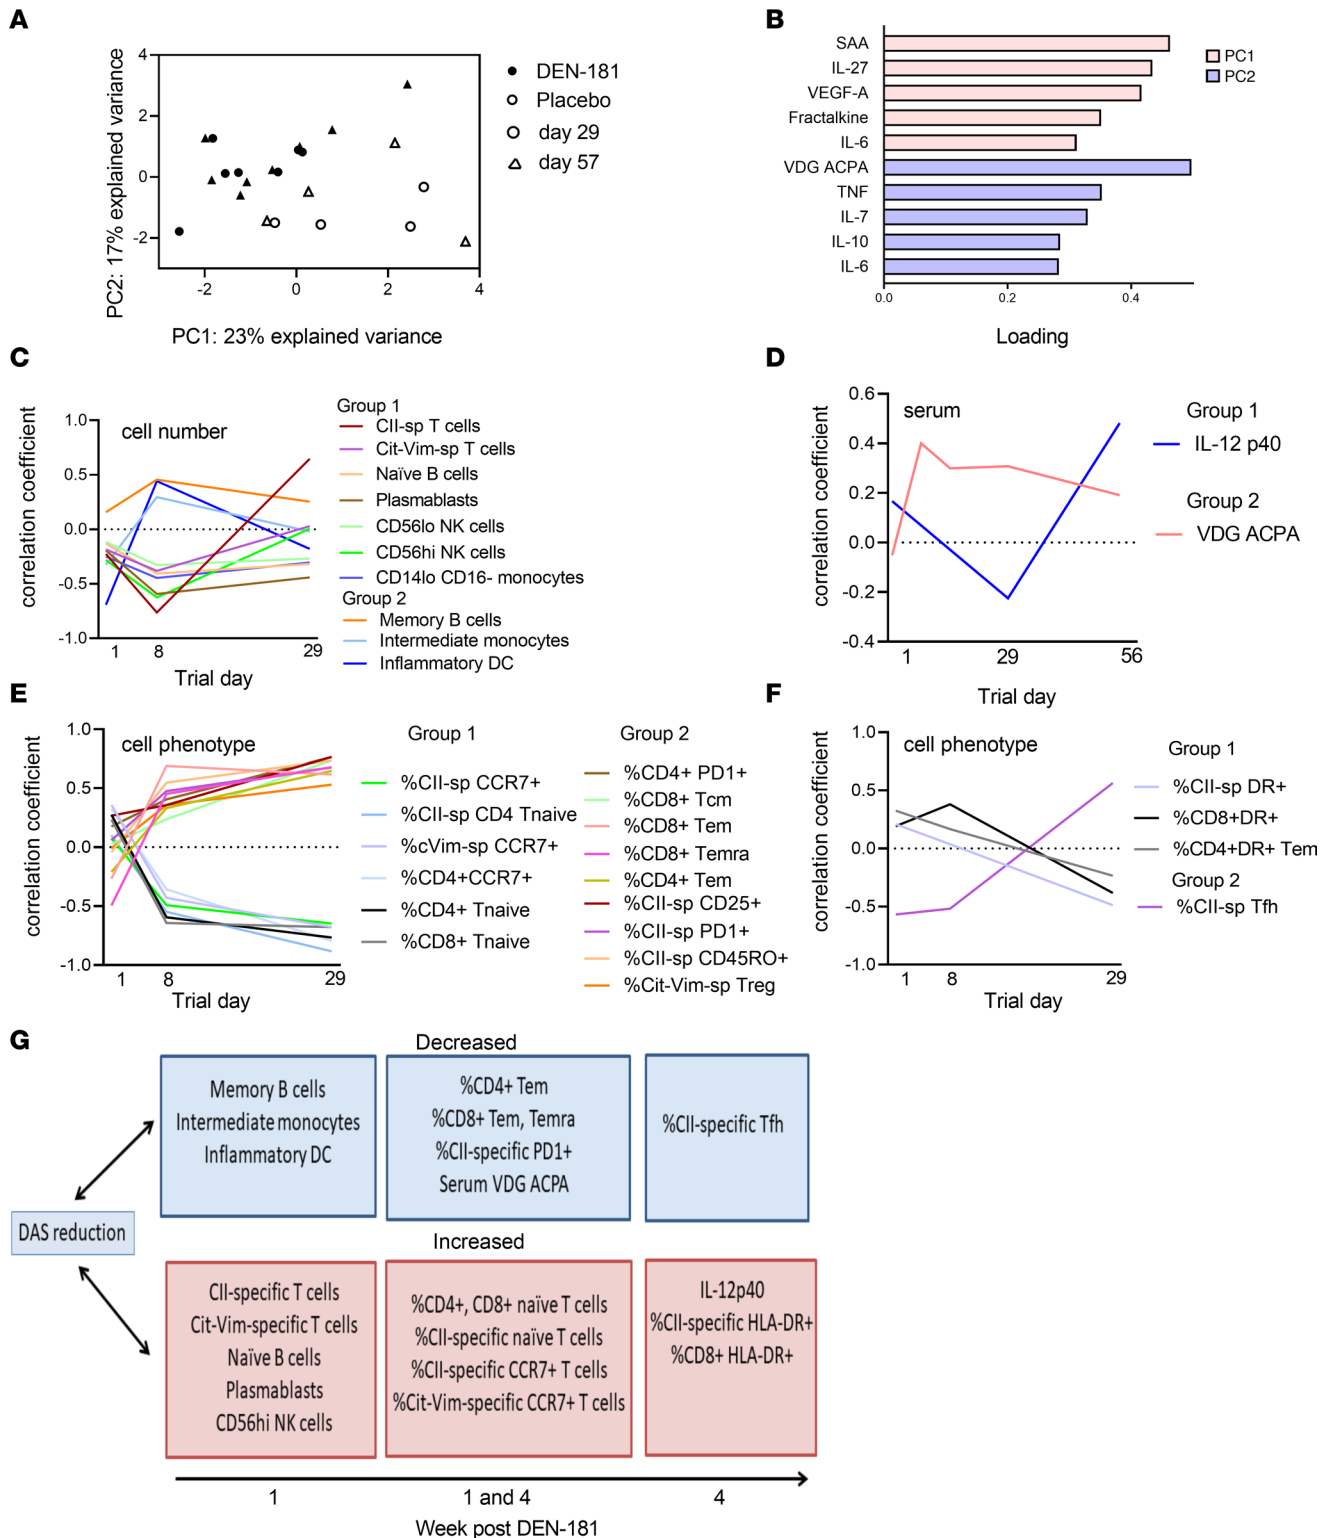 A
4
2
0
-2
-2
0
2
4
PC2: 17% explained variance
PC1: 23% explained variance
DEN-181
Placebo
day 29
day 57
B
SAA
IL-27
VEGF-A
Fractalkine
IL-6
VDG ACPA
TNF
IL-7
IL-10
IL-6
0.0
0.2
0.4
Loading
PC1
PC2
C
correlation coefficient
1.0
0.5
0.0
-0.5
-1.0
cell number
1
8
29
Trial day
Group 1
CII-sp T cells
Cit-Vim-sp T cells
Naïve B cells
Plasmablasts
CD56lo NK cells
CD56hi NK cells
CD14lo CD16- monocytes
Group 2
Memory B cells
Intermediate monocytes
Inflammatory DC
D
correlation coefficient
0.6
0.4
0.2
0.0
-0.2
-0.4
serum
1
29
56
Trial day
Group 1
IL-12 p40
Group 2
VDG ACPA
E
correlation coefficient
1.0
0.5
0.0
-0.5
-1.0
cell phenotype
1
8
29
Trial day
Group 1
%CII-sp CCR7+
%CII-sp CD4 Tnaive
%cVim-sp CCR7+
%CD4+CCR7+
%CD4+ Tnaive
%CD8+ Tnaive
Group 2
%CD4+ PD1+
%CD8+ Tcm
%CD8+ Tem
%CD8+ Temra
%CD4+ Tem
%CII-sp CD25+
%CII-sp PD1+
%CII-sp CD45RO+
%Cit-Vim-sp Treg
F
correlation coefficient
1.0
0.5
0.0
-0.5
-1.0
cell phenotype
1
8
29
Trial day
Group 1
%CII-sp DR+
%CD8+DR+
%CD4+DR+ Tem
Group 2
%CII-sp Tfh
G
Decreased
Memory B cells
Intermediate monocytes
Inflammatory DC
%CD4+ Tem
%CD8+ Tem, Temra
%CII-specific PD1+
Serum VDG ACPA
%CII-specific Tfh
DAS reduction
Increased
CII-specific T cells
Cit-Vim-specific T cells
Naïve B cells
Plasmablasts
CD56hi NK cells
%CD4+, CD8+ naïve T cells
%CII-specific naïve T cells
%CII-specific CCR7+ T cells
%Cit-Vim-specific CCR7+ T cells
IL-12p40
%CII-specific HLA-DR+
%CD8+ HLA-DR+
1
1 and 4
4
Week post DEN-181